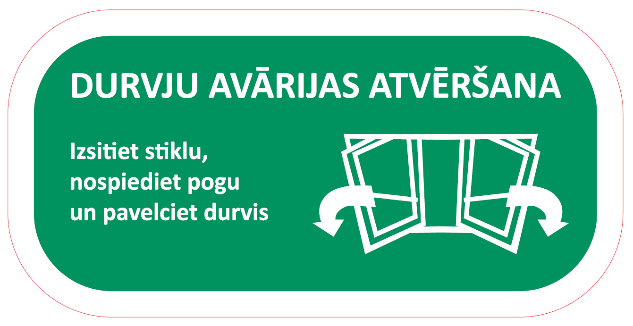 DURVJU AVĀRIJAS ATVĒRŠANA
Izsitiet stiklu,
nospiediet pogu
un pavelciet durvis